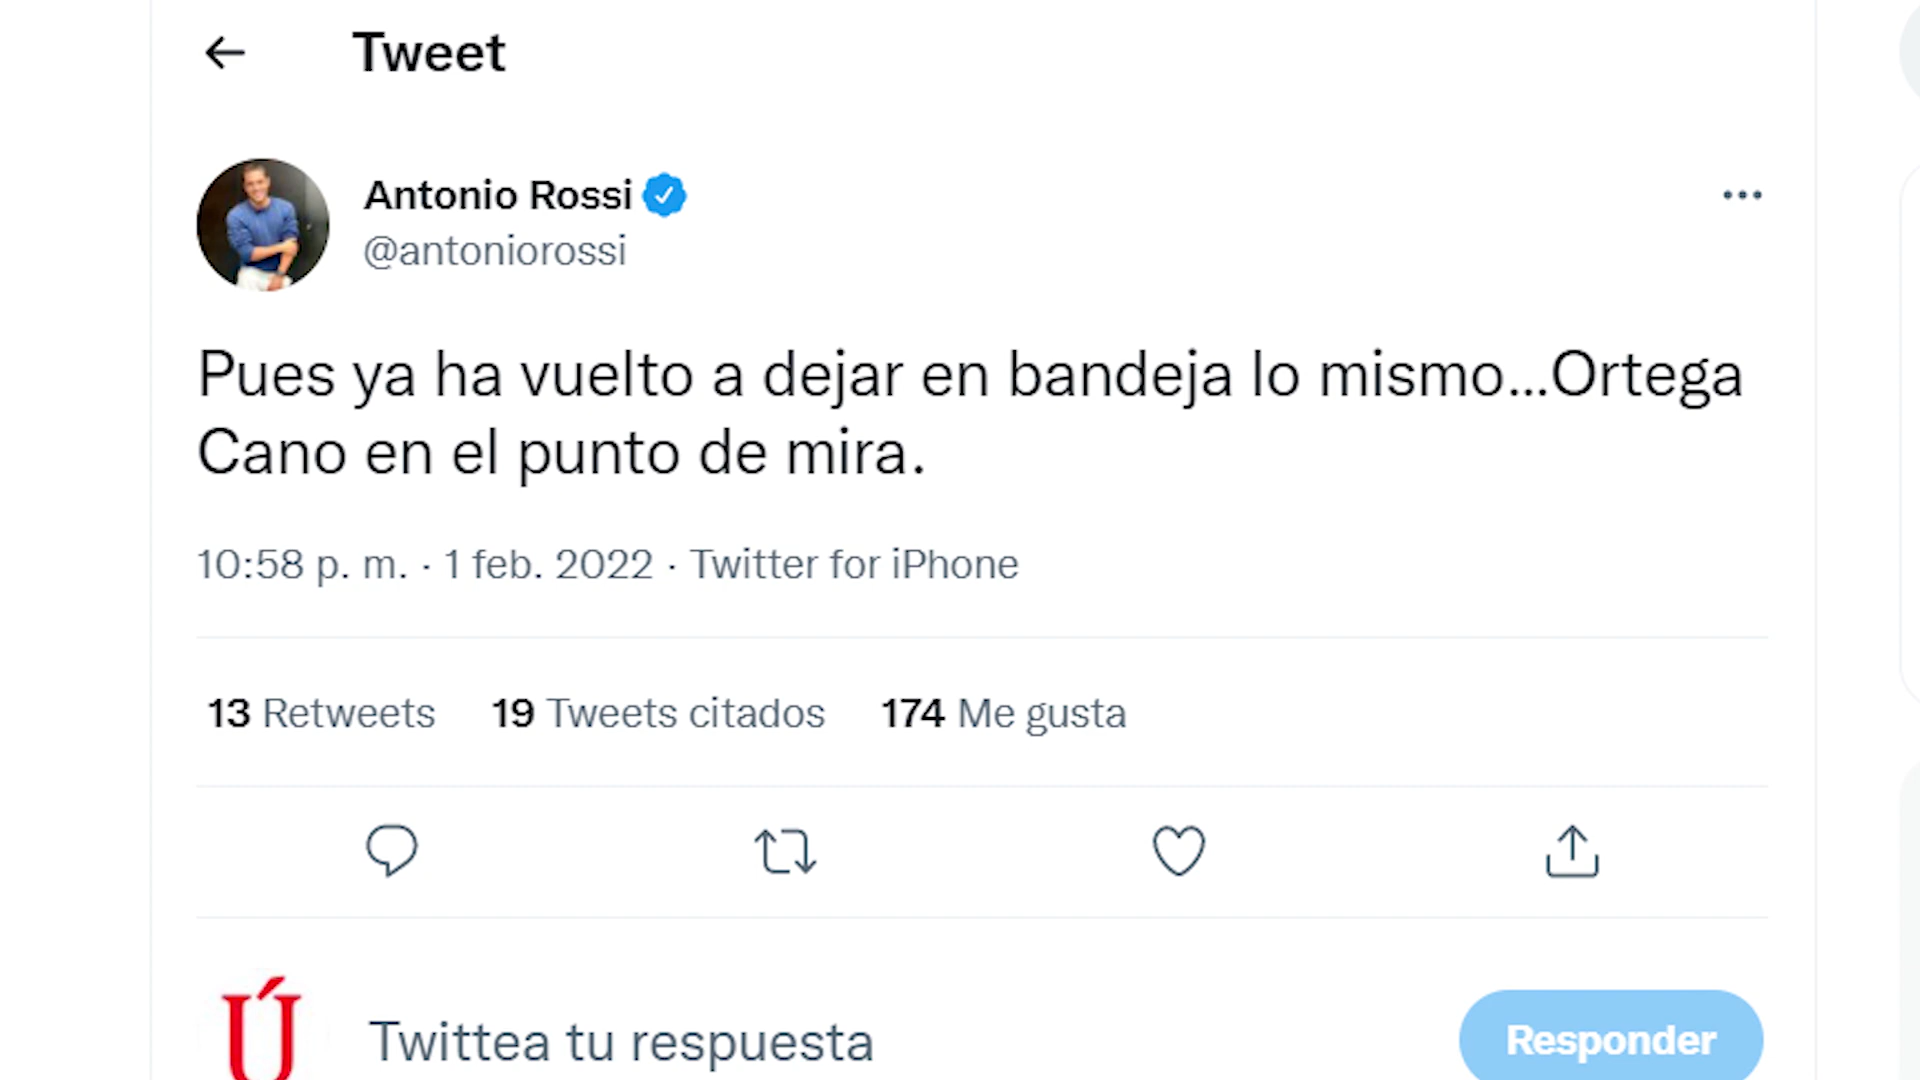 Tweet
Antonio Rossi
@antoniorossi
Pues ya ha vuelto a dejar en bandeja lo mismo...Ortega
Cano en el punto de mira.
10:58 p. m. · 1 feb. 2022 · Twitter for iPhone
13 Retweets 19 Tweets citados 174 Me gusta
Ú
Twittea tu respuesta
Responder